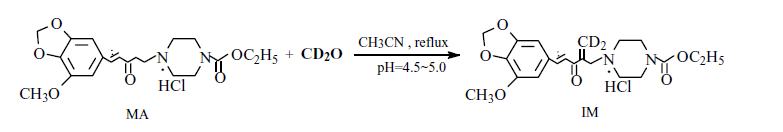 O O O CH3O N HCl N O OC2H5 MA
+ CD2O
CH3CN , reflux
pH=4.5~5.0
O O CH3O O CD2 N HCl N O OC2H5 IM